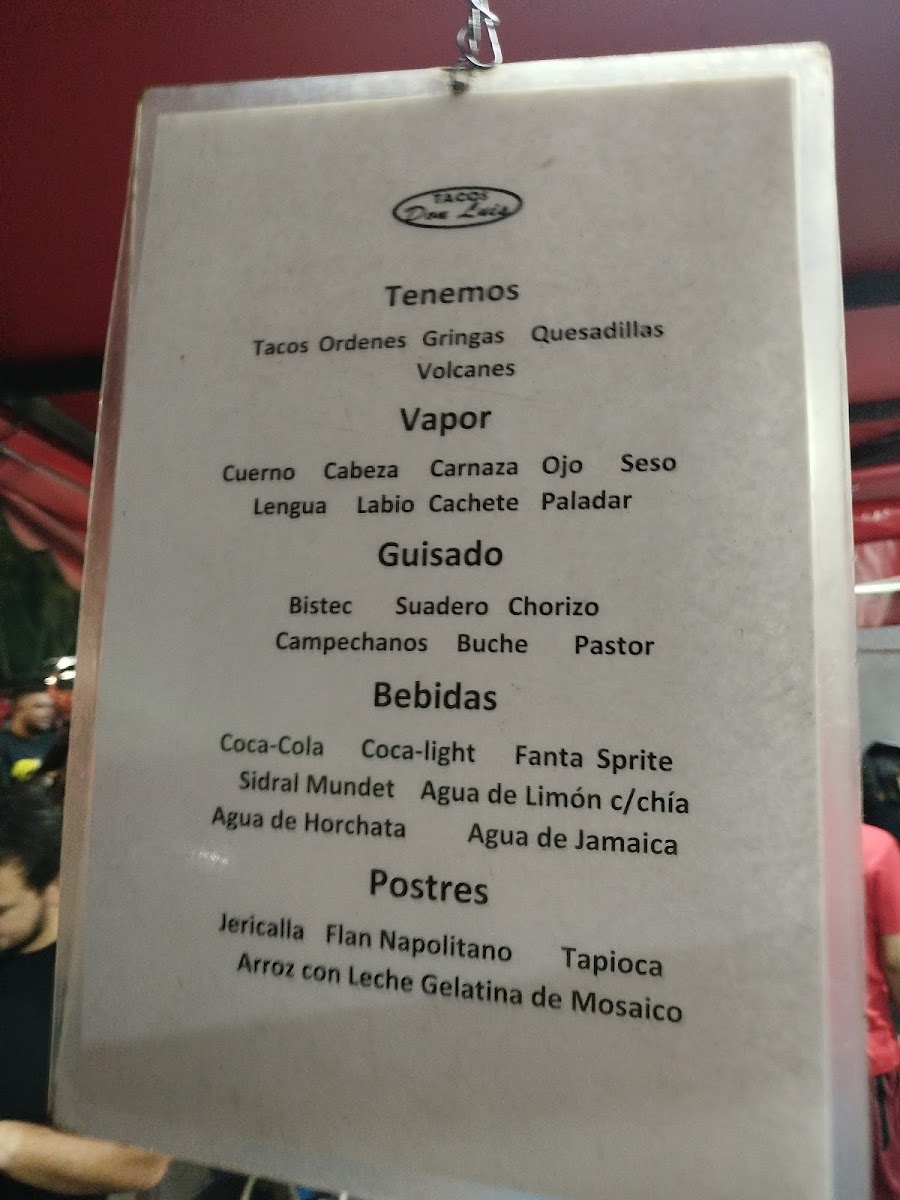 TACOS
Don Luis
Tenemos
Tacos Ordenes Gringas Quesadillas
Volcanes
Vapor
Cuerno Cabeza Carnaza Ojo Seso
Lengua Labio Cachete Paladar
Guisado
Bistec Suadero Chorizo
Campechanos Buche Pastor
Bebidas
Coca-Cola Coca-light Fanta Sprite
Sidral Mundet Agua de Limón c/chía
Agua de Horchata Agua de Jamaica
Postres
Jericalla Flan Napolitano Tapioca
Arroz con Leche Gelatina de Mosaico